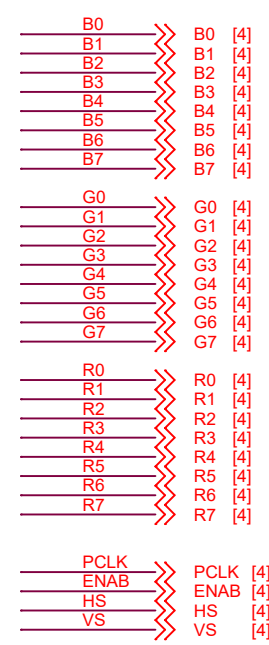 B0 B0 [4]
B1 B1 [4]
B2 B2 [4]
B3 B3 [4]
B4 B4 [4]
B5 B5 [4]
B6 B6 [4]
B7 B7 [4]
G0 G0 [4]
G1 G1 [4]
G2 G2 [4]
G3 G3 [4]
G4 G4 [4]
G5 G5 [4]
G6 G6 [4]
G7 G7 [4]
R0 R0 [4]
R1 R1 [4]
R2 R2 [4]
R3 R3 [4]
R4 R4 [4]
R5 R5 [4]
R6 R6 [4]
R7 R7 [4]
PCLK PCLK [4]
ENAB ENAB [4]
HS HS [4]
VS VS [4]